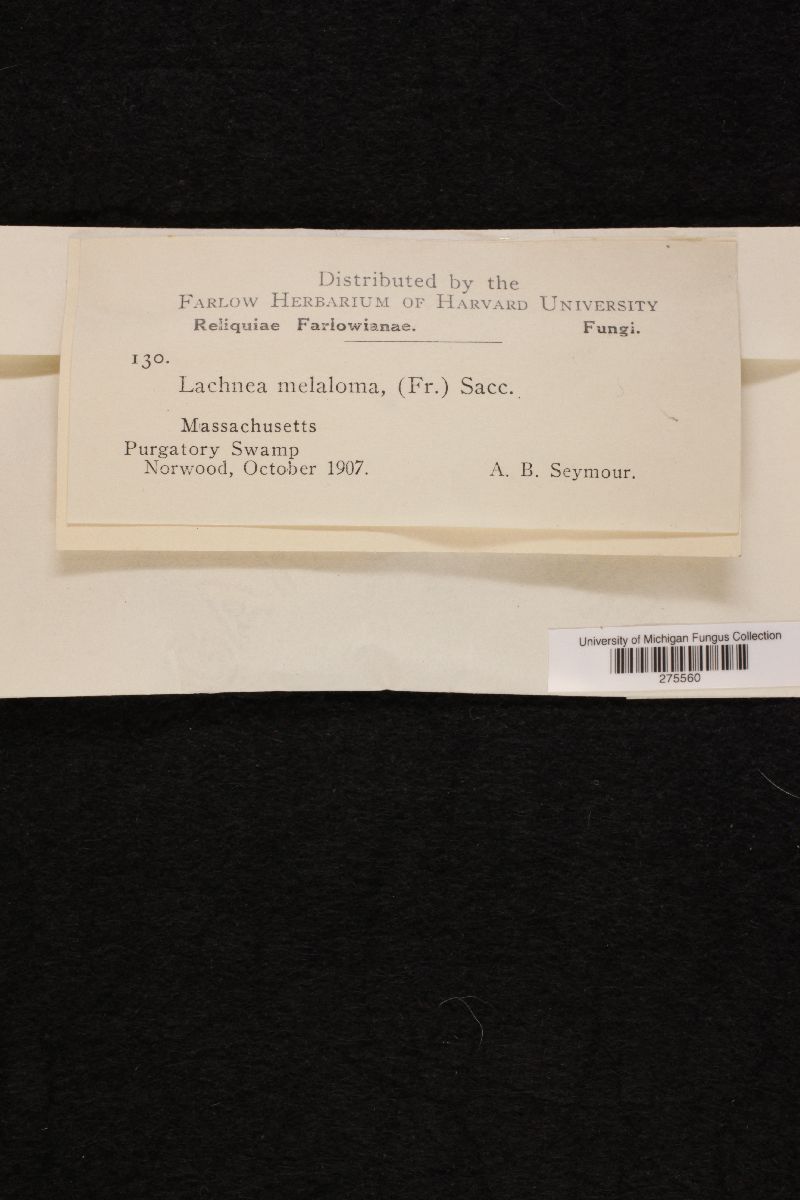 Distributed by the
FARLOW HERBARIUM OF HARVARD UNIVERSITY
Reliquiae Farlowianae. Fungi.
130.
Lachnea melaloma, (Fr.) Sacc.
Massachusetts
Purgatory Swamp
Norwood, October 1907. A. B. Seymour.
University of Michigan Fungus Collection
275560